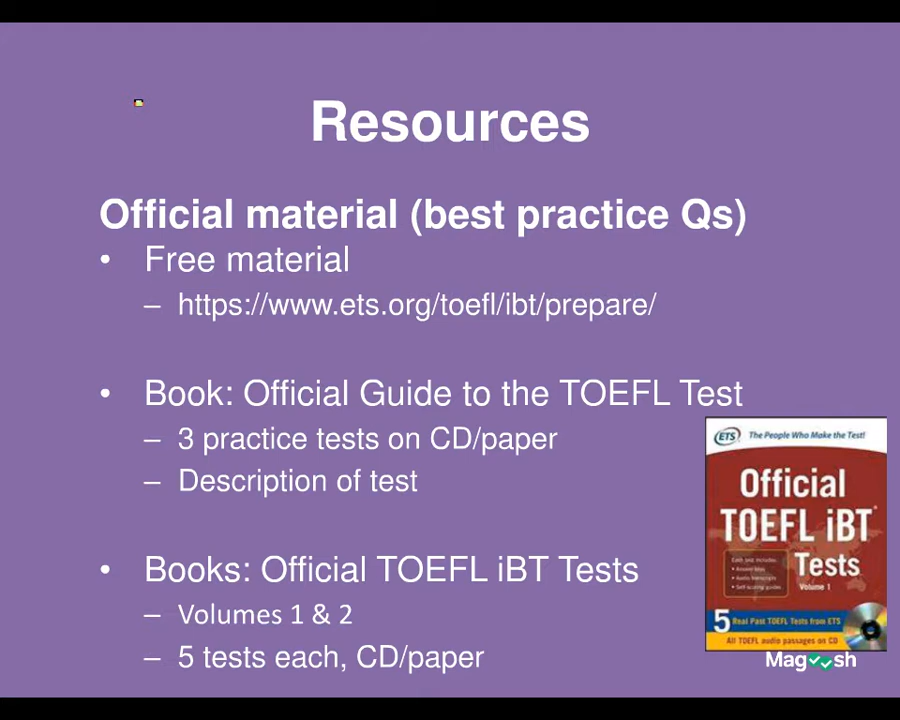 Resources
Official material (best practice Qs)
• Free material
– https://www.ets.org/toefl/ibt/prepare/
• Book: Official Guide to the TOEFL Test
– 3 practice tests on CD/paper
– Description of test
• Books: Official TOEFL iBT Tests
– Volumes 1 & 2
– 5 tests each, CD/paper
ETS The People Who Make the Test!
Official
TOEFL iBT
Tests
Volume 1
5 Real Past TOEFL Tests from ETS
All TOEFL audio passages on CD
Magoosh